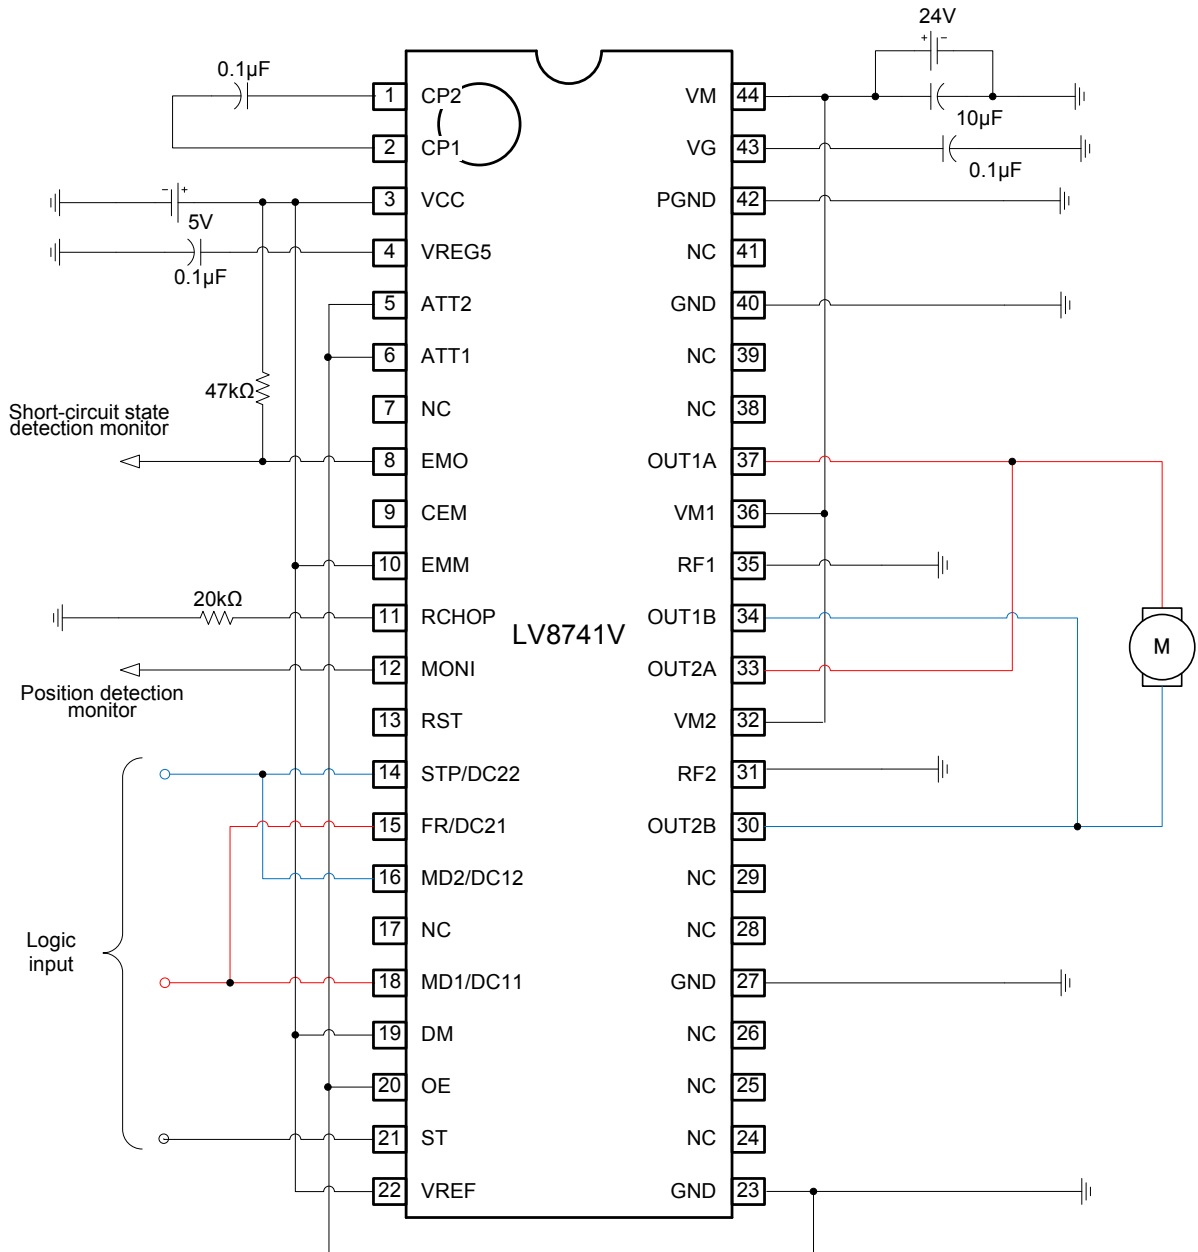 24V
+ −
10µF
0.1µF
0.1µF
− +
5V
0.1µF
47kΩ
Short-circuit state
detection monitor
20kΩ
Position detection
monitor
Logic
input
LV8741V
M
1 CP2
2 CP1
3 VCC
4 VREG5
5 ATT2
6 ATT1
7 NC
8 EMO
9 CEM
10 EMM
11 RCHOP
12 MONI
13 RST
14 STP/DC22
15 FR/DC21
16 MD2/DC12
17 NC
18 MD1/DC11
19 DM
20 OE
21 ST
22 VREF
VM 44
VG 43
PGND 42
NC 41
GND 40
NC 39
NC 38
OUT1A 37
VM1 36
RF1 35
OUT1B 34
OUT2A 33
VM2 32
RF2 31
OUT2B 30
NC 29
NC 28
GND 27
NC 26
NC 25
NC 24
GND 23